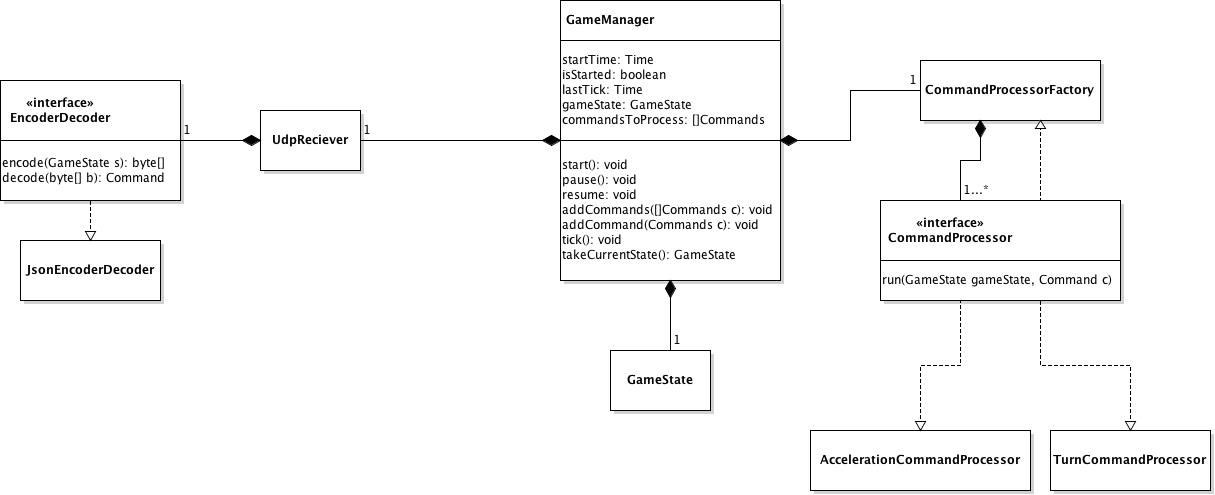 GameManager
startTime: Time
isStarted: boolean
lastTick: Time
gameState: GameState
commandsToProcess: []Commands
start(): void
pause(): void
resume: void
addCommands([]Commands c): void
addCommand(Commands c): void
tick(): void
takeCurrentState(): GameState
«interface»
EncoderDecoder
encode(GameState s): byte[]
decode(byte[] b): Command
1
UdpReciever
1
JsonEncoderDecoder
1
CommandProcessorFactory
1...*
«interface»
CommandProcessor
run(GameState gameState, Command c)
1
GameState
AccelerationCommandProcessor
TurnCommandProcessor